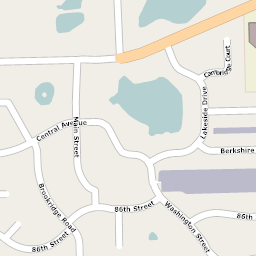 Cambridge Court
Lakeside Drive
Main Street
Central Avenue
Berkshire
Brookridge Road
86th Street
Washington Street
86th
86th Street